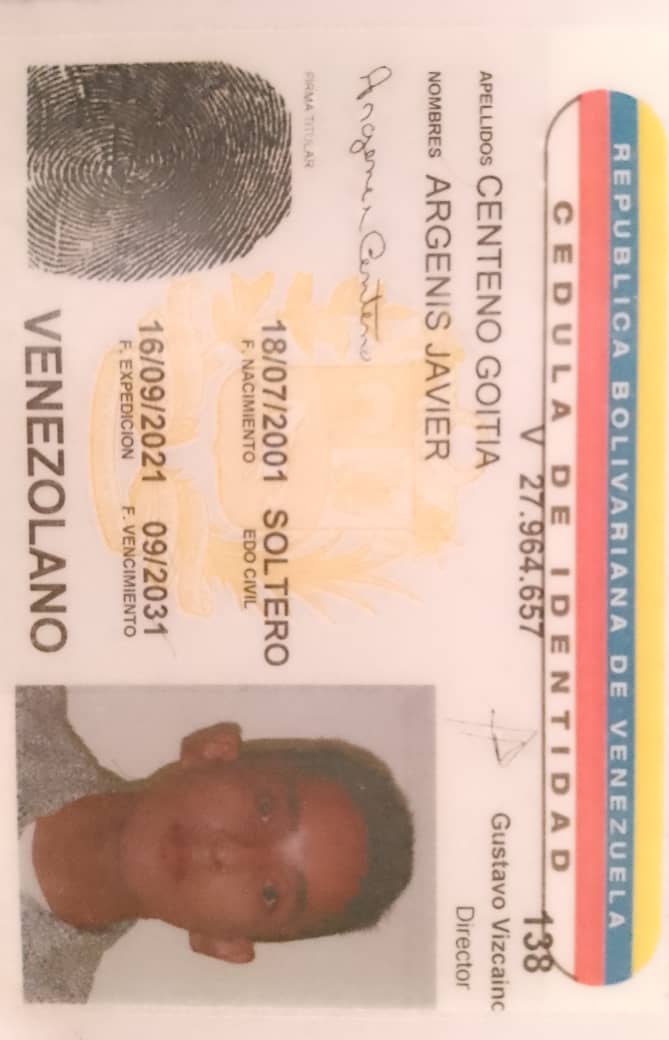 REPUBLICA BOLIVARIANA DE VENEZUELA
CEDULA DE IDENTIDAD
138
V 27.964.657
Gustavo Vizcaino
Director
APELLIDOS CENTENO GOITIA
NOMBRES ARGENIS JAVIER
Argenis Centeno
FIRMA TITULAR
18/07/2001 SOLTERO
F. NACIMIENTO EDO CIVIL
16/09/2021 09/2031
F. EXPEDICION F. VENCIMIENTO
VENEZOLANO